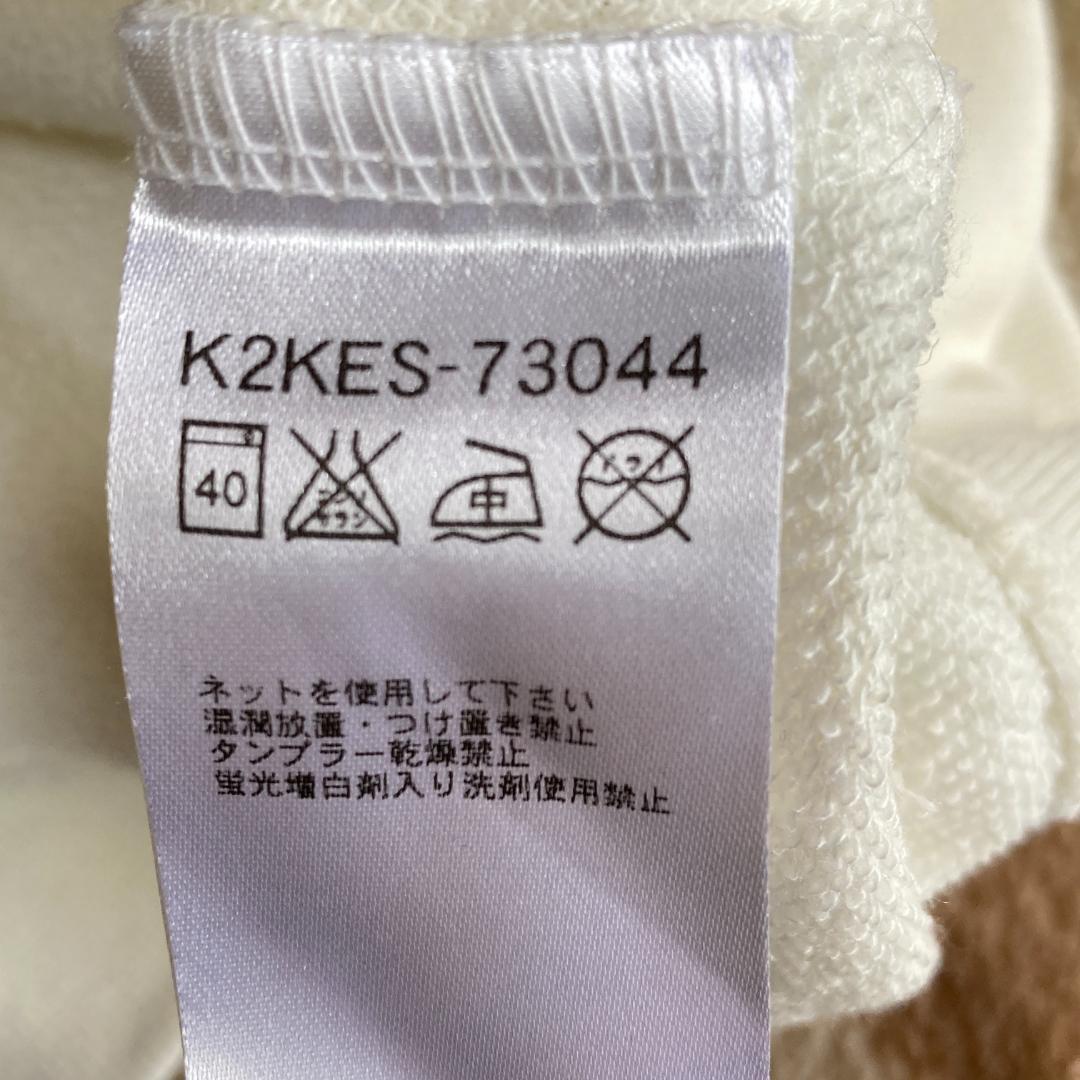 K2KES-73044
40 エンソ サラシ 中 ドライ
ネットを使用して下さい
湿潤放置・つけ置き禁止
タンブラー乾燥禁止
蛍光増白剤入り洗剤使用禁止